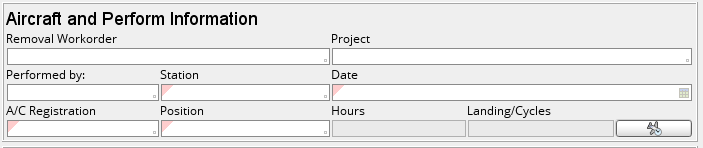 Aircraft and Perform Information
Removal Workorder Project
Performed by: Station Date
A/C Registration Position Hours Landing/Cycles